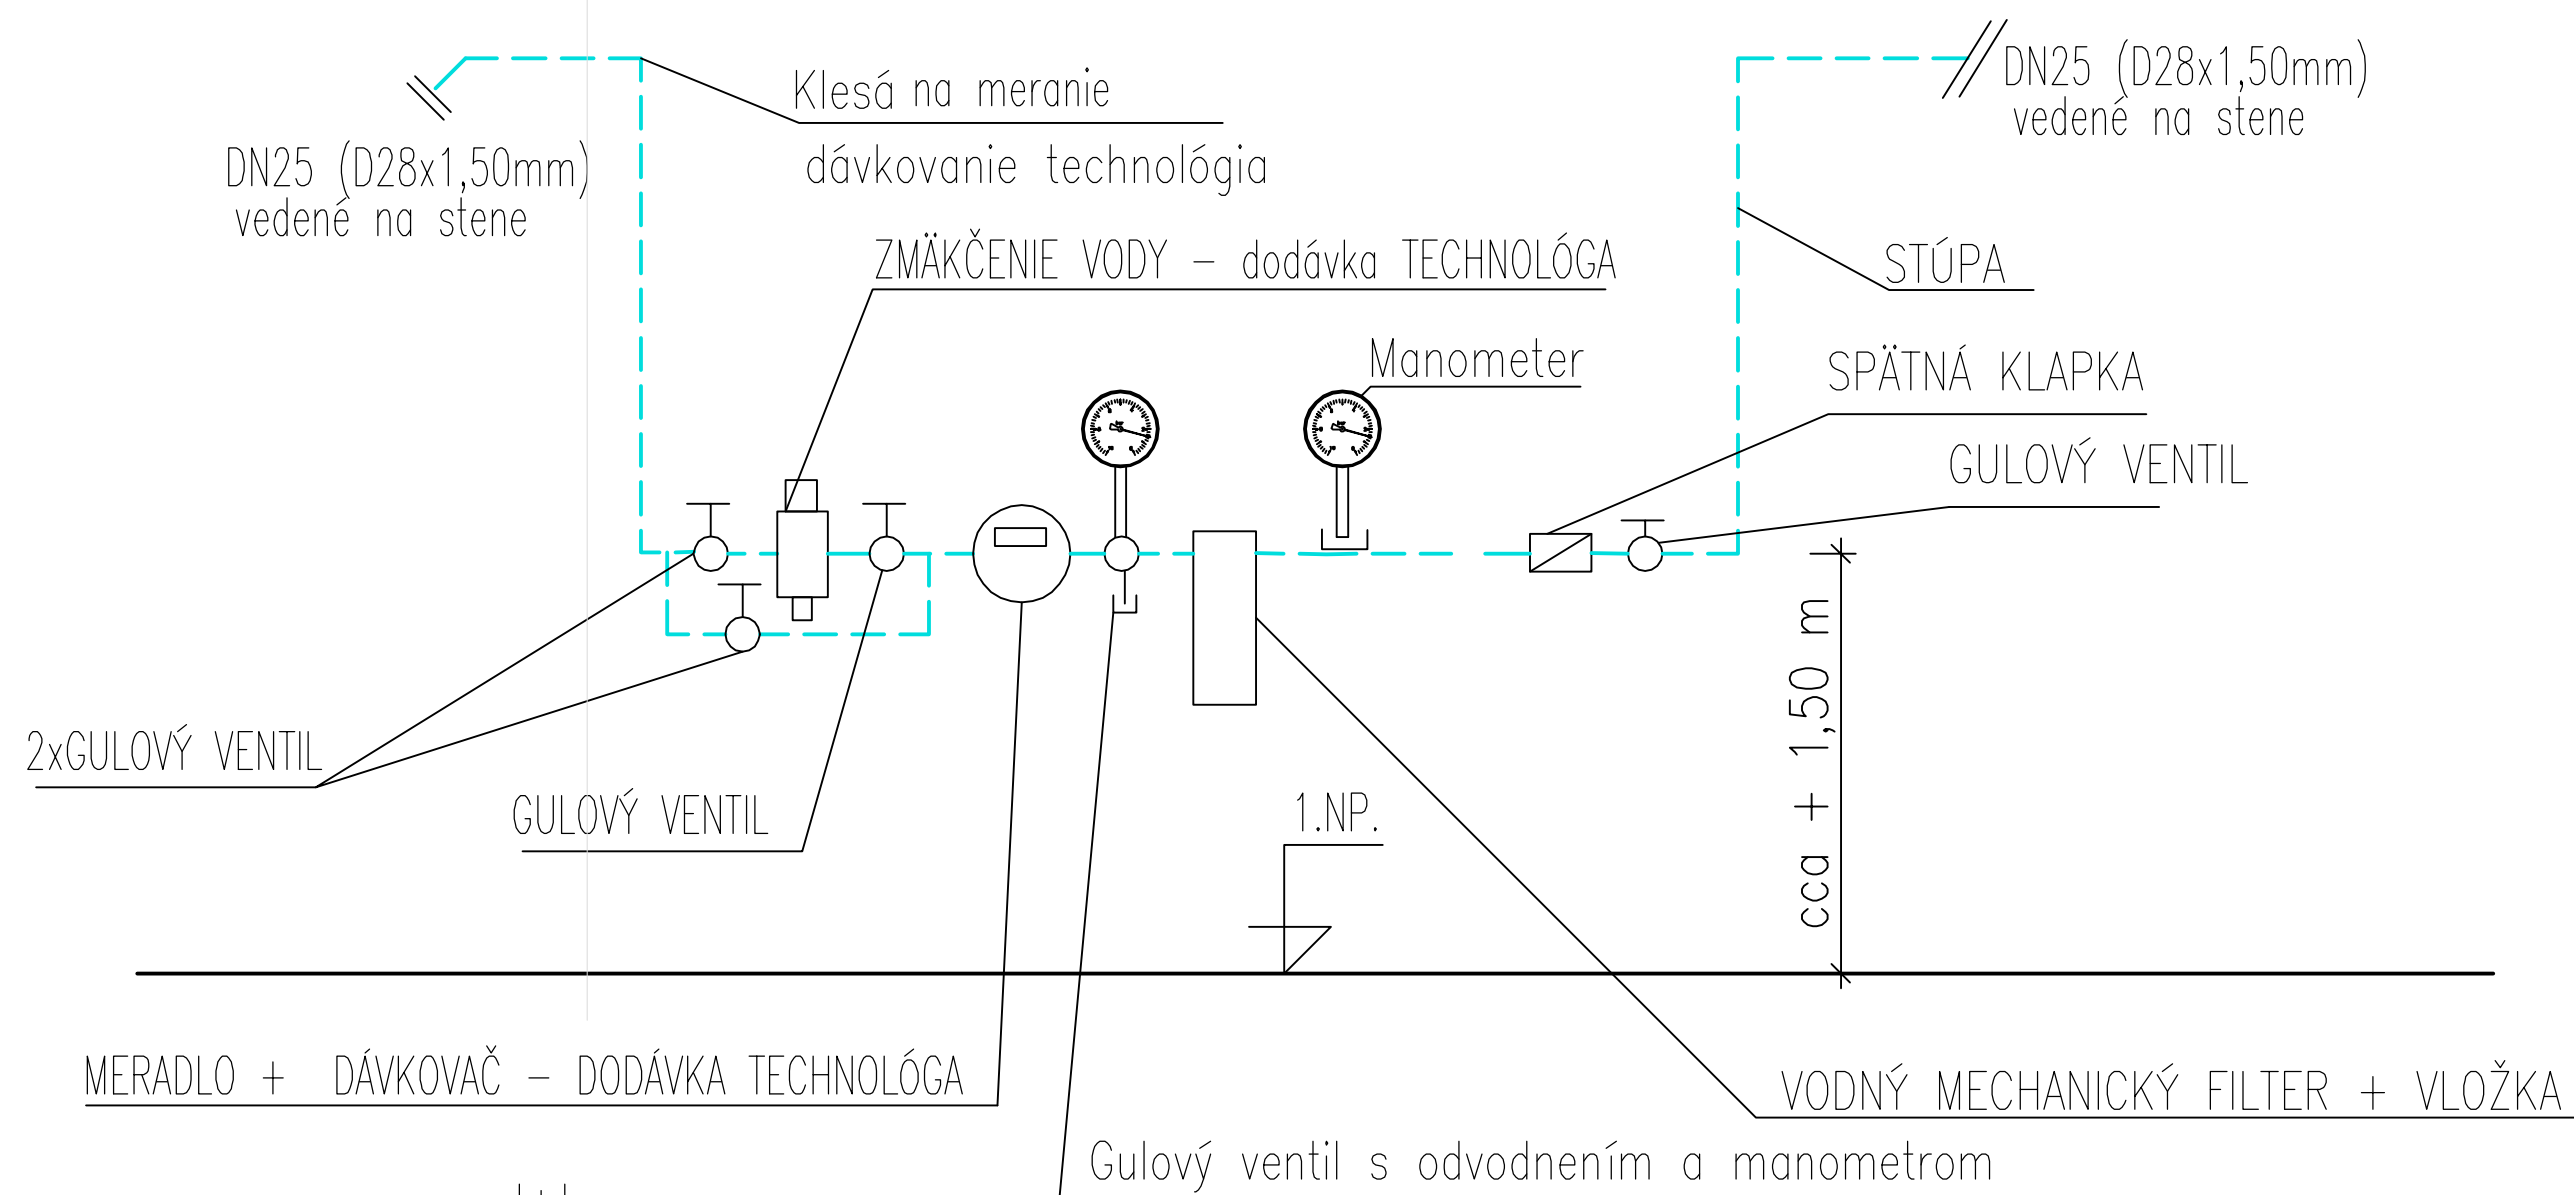 Klesá na meranie
dávkovanie technológia
DN25 (D28x1,50mm)
vedené na stene
DN25 (D28x1,50mm)
vedené na stene
ZMÄKČENIE VODY – dodávka TECHNOLÓGA
STÚPA
Manometer
SPÄTNÁ KLAPKA
GULOVÝ VENTIL
2xGULOVÝ VENTIL
GULOVÝ VENTIL
1.NP.
cca + 1,50 m
MERADLO + DÁVKOVAČ – DODÁVKA TECHNOLÓGA
VODNÝ MECHANICKÝ FILTER + VLOŽKA
Gulový ventil s odvodnením a manometrom